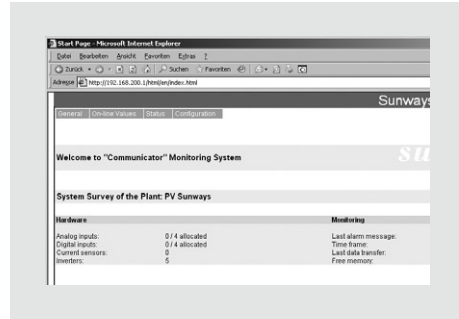 Start Page - Microsoft Internet Explorer
Datei Bearbeiten Ansicht Favoriten Extras ?
Zurück Suchen Favoriten
Adresse http://192.168.200.1/html/en/index.html
Sunways
General On-line Values Status Configuration
Welcome to "Communicator" Monitoring System
su
System Survey of the Plant: PV Sunways
Hardware Monitoring
Analog inputs: 0 / 4 allocated Last alarm message:
Digital inputs: 0 / 4 allocated Time frame:
Current sensors: 0 Last data transfer:
Inverters: 5 Free memory: